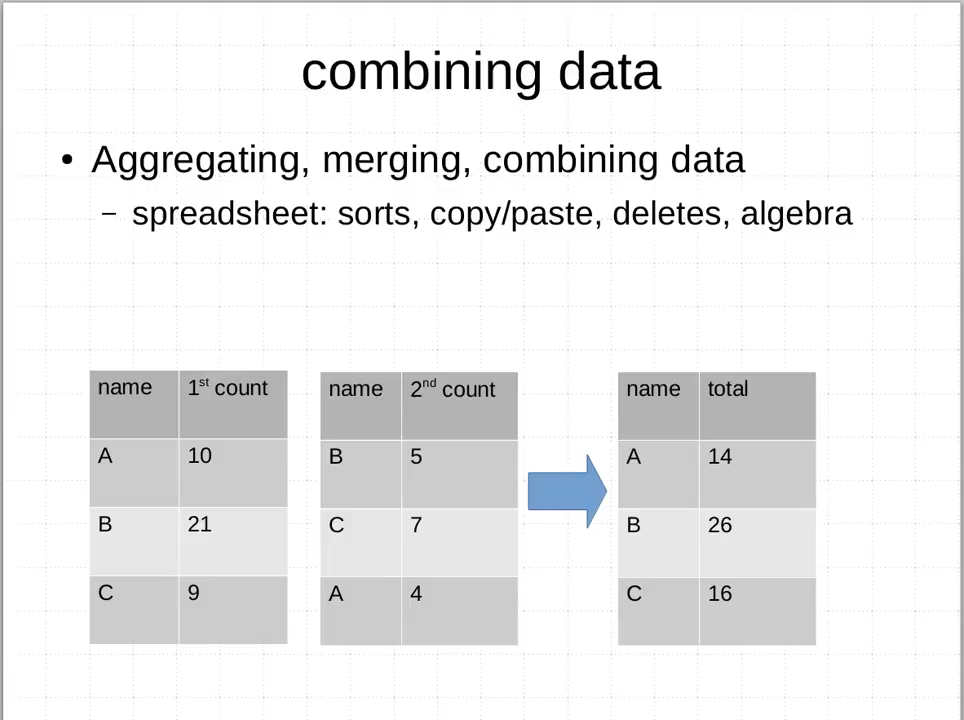 combining data
• Aggregating, merging, combining data
– spreadsheet: sorts, copy/paste, deletes, algebra
name 1st count
A 10
B 21
C 9
name 2nd count
B 5
C 7
A 4
name total
A 14
B 26
C 16